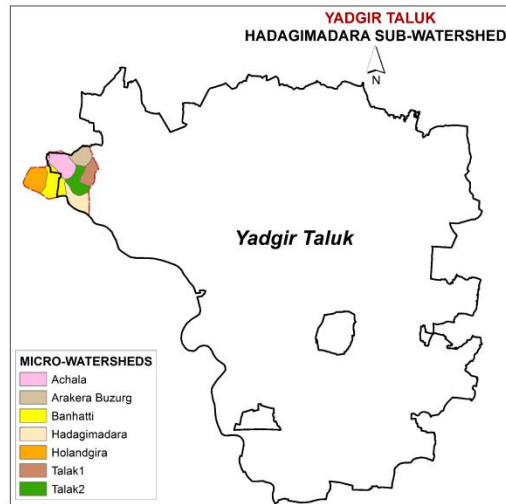 YADGIR TALUK
HADAGIMADARA SUB-WATERSHED
N
Yadgir Taluk
MICRO-WATERSHEDS
Achala
Arakera Buzurg
Banhatti
Hadagimadara
Holandgira
Talak1
Talak2